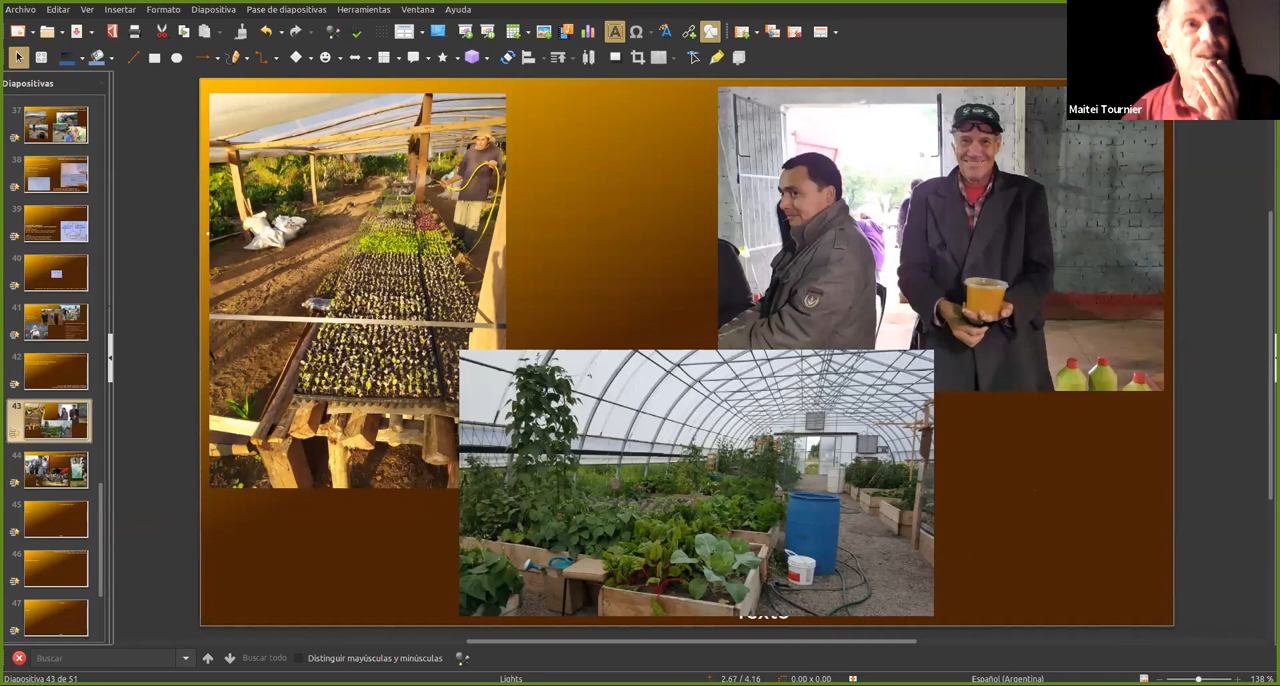 Archivo Editar Ver Insertar Formato Diapositiva Pase de diapositivas Herramientas Ventana Ayuda
Maitei Tournier
Diapositivas
37
38
39
40
41
42
43
44
45
46
47
Texto
Buscar
Buscar todo
Distinguir mayúsculas y minúsculas
Diapositiva 43 de 51
Lights
2.67 / 4.16
0.00 x 0.00
Español (Argentina)
138 %